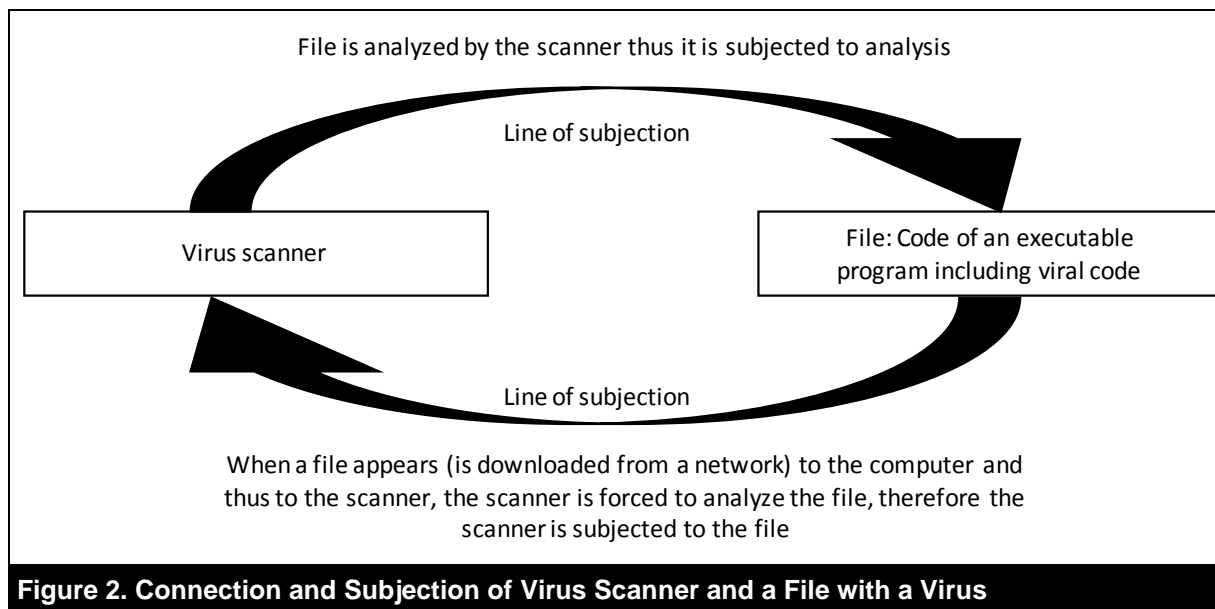 File is analyzed by the scanner thus it is subjected to analysis
Line of subjection
Virus scanner
File: Code of an executable
program including viral code
Line of subjection
When a file appears (is downloaded from a network) to the computer and
thus to the scanner, the scanner is forced to analyze the file, therefore the
scanner is subjected to the file
Figure 2. Connection and Subjection of Virus Scanner and a File with a Virus